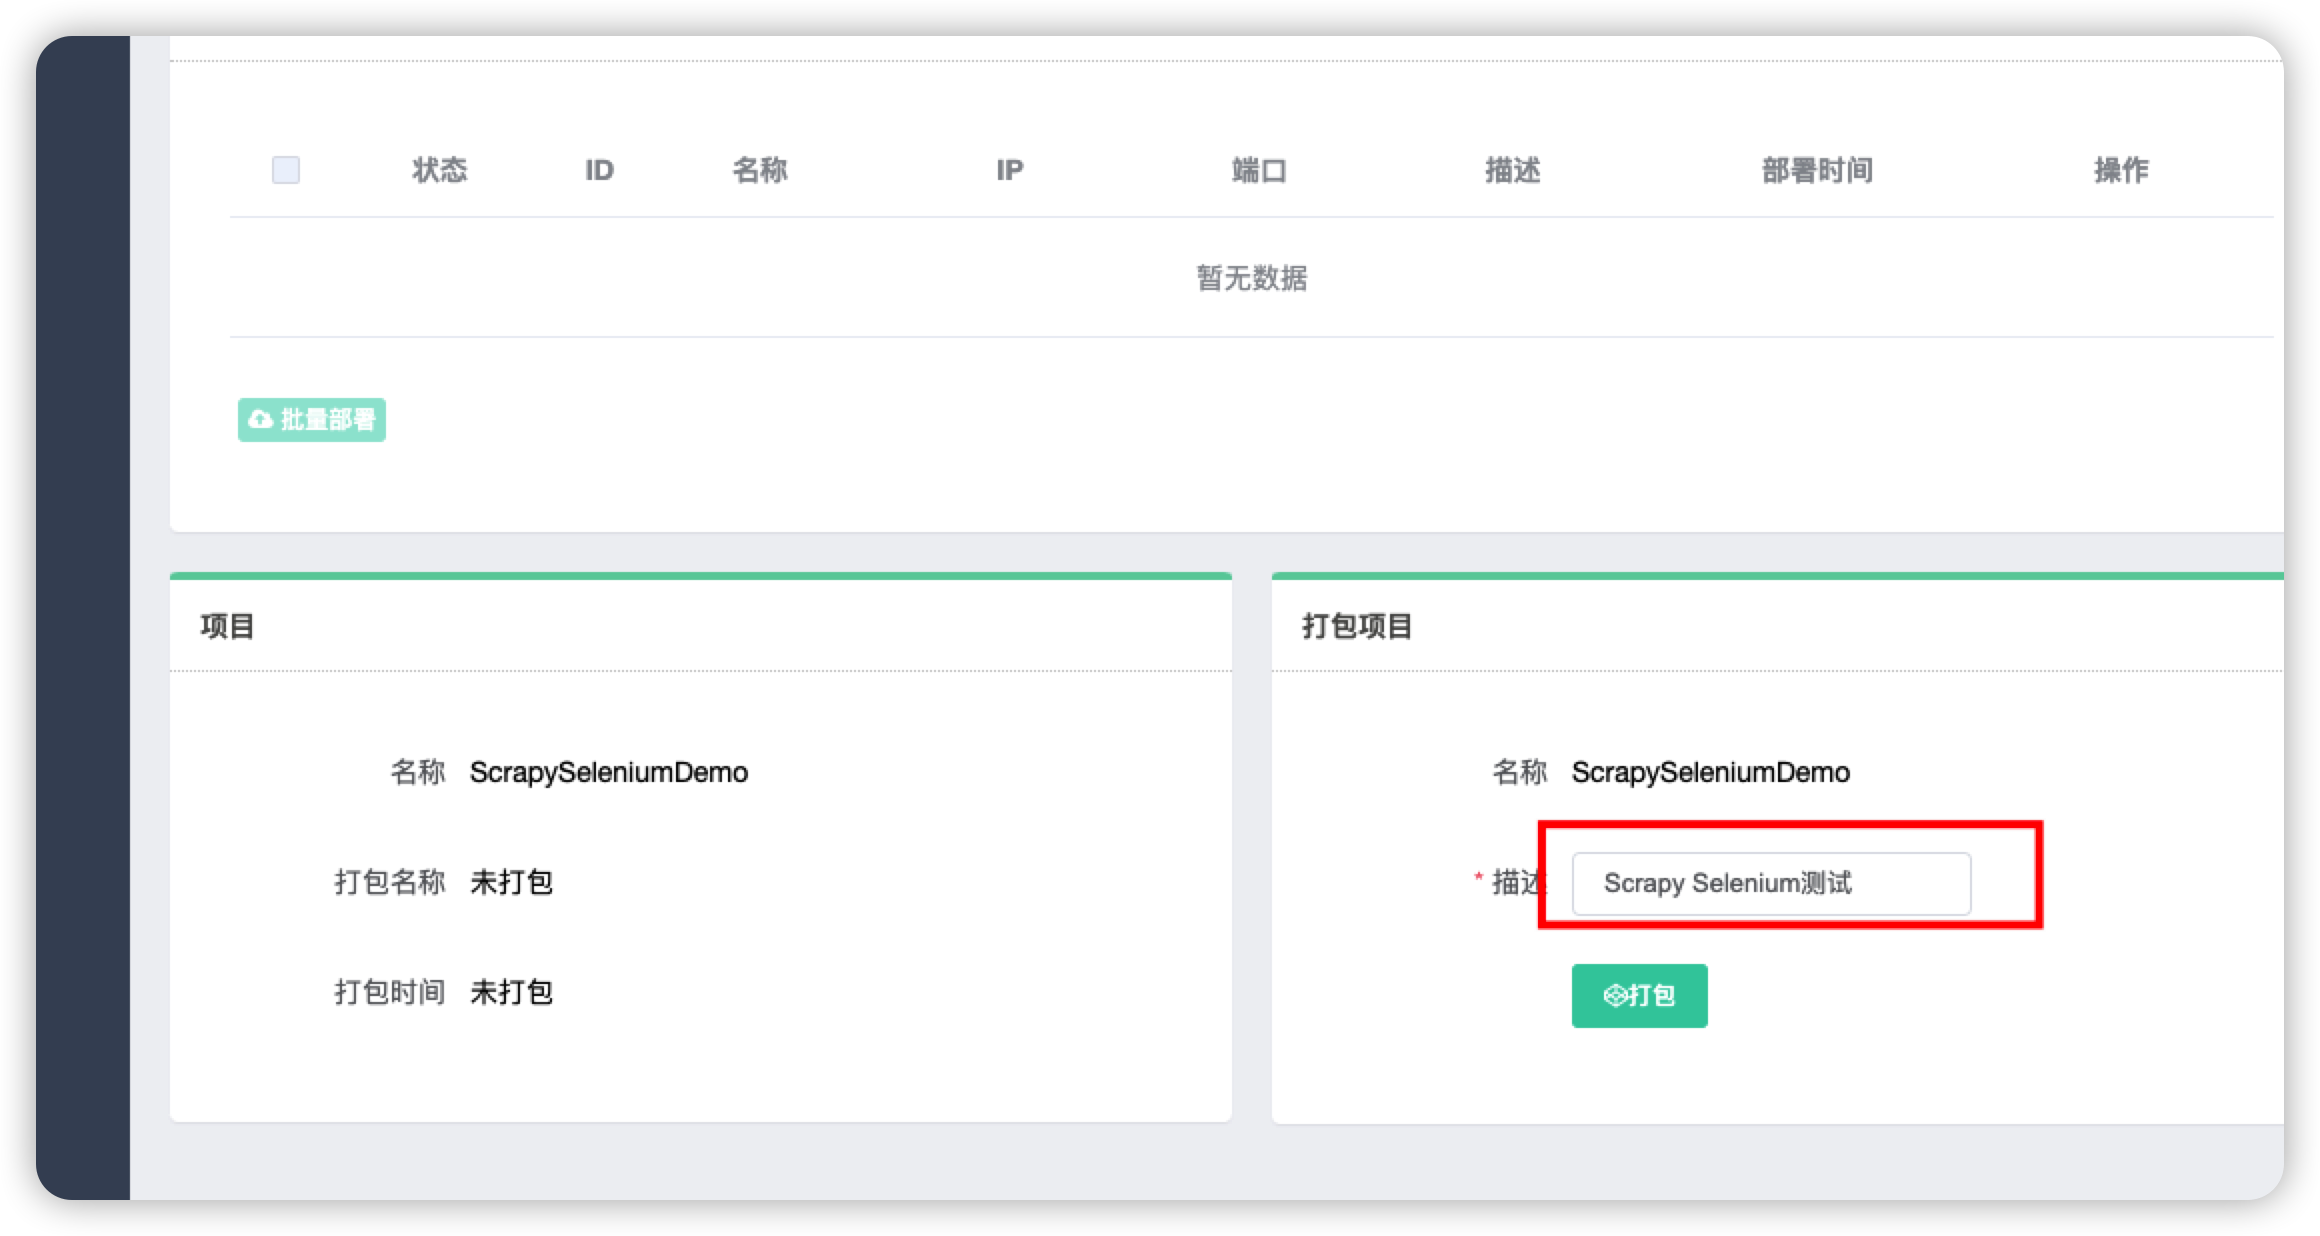 状态 ID 名称 IP 端口 描述 部署时间 操作
暂无数据
批量部署
项目
名称 ScrapySeleniumDemo
打包名称 未打包
打包时间 未打包
打包项目
名称 ScrapySeleniumDemo
* 描述 Scrapy Selenium测试
打包